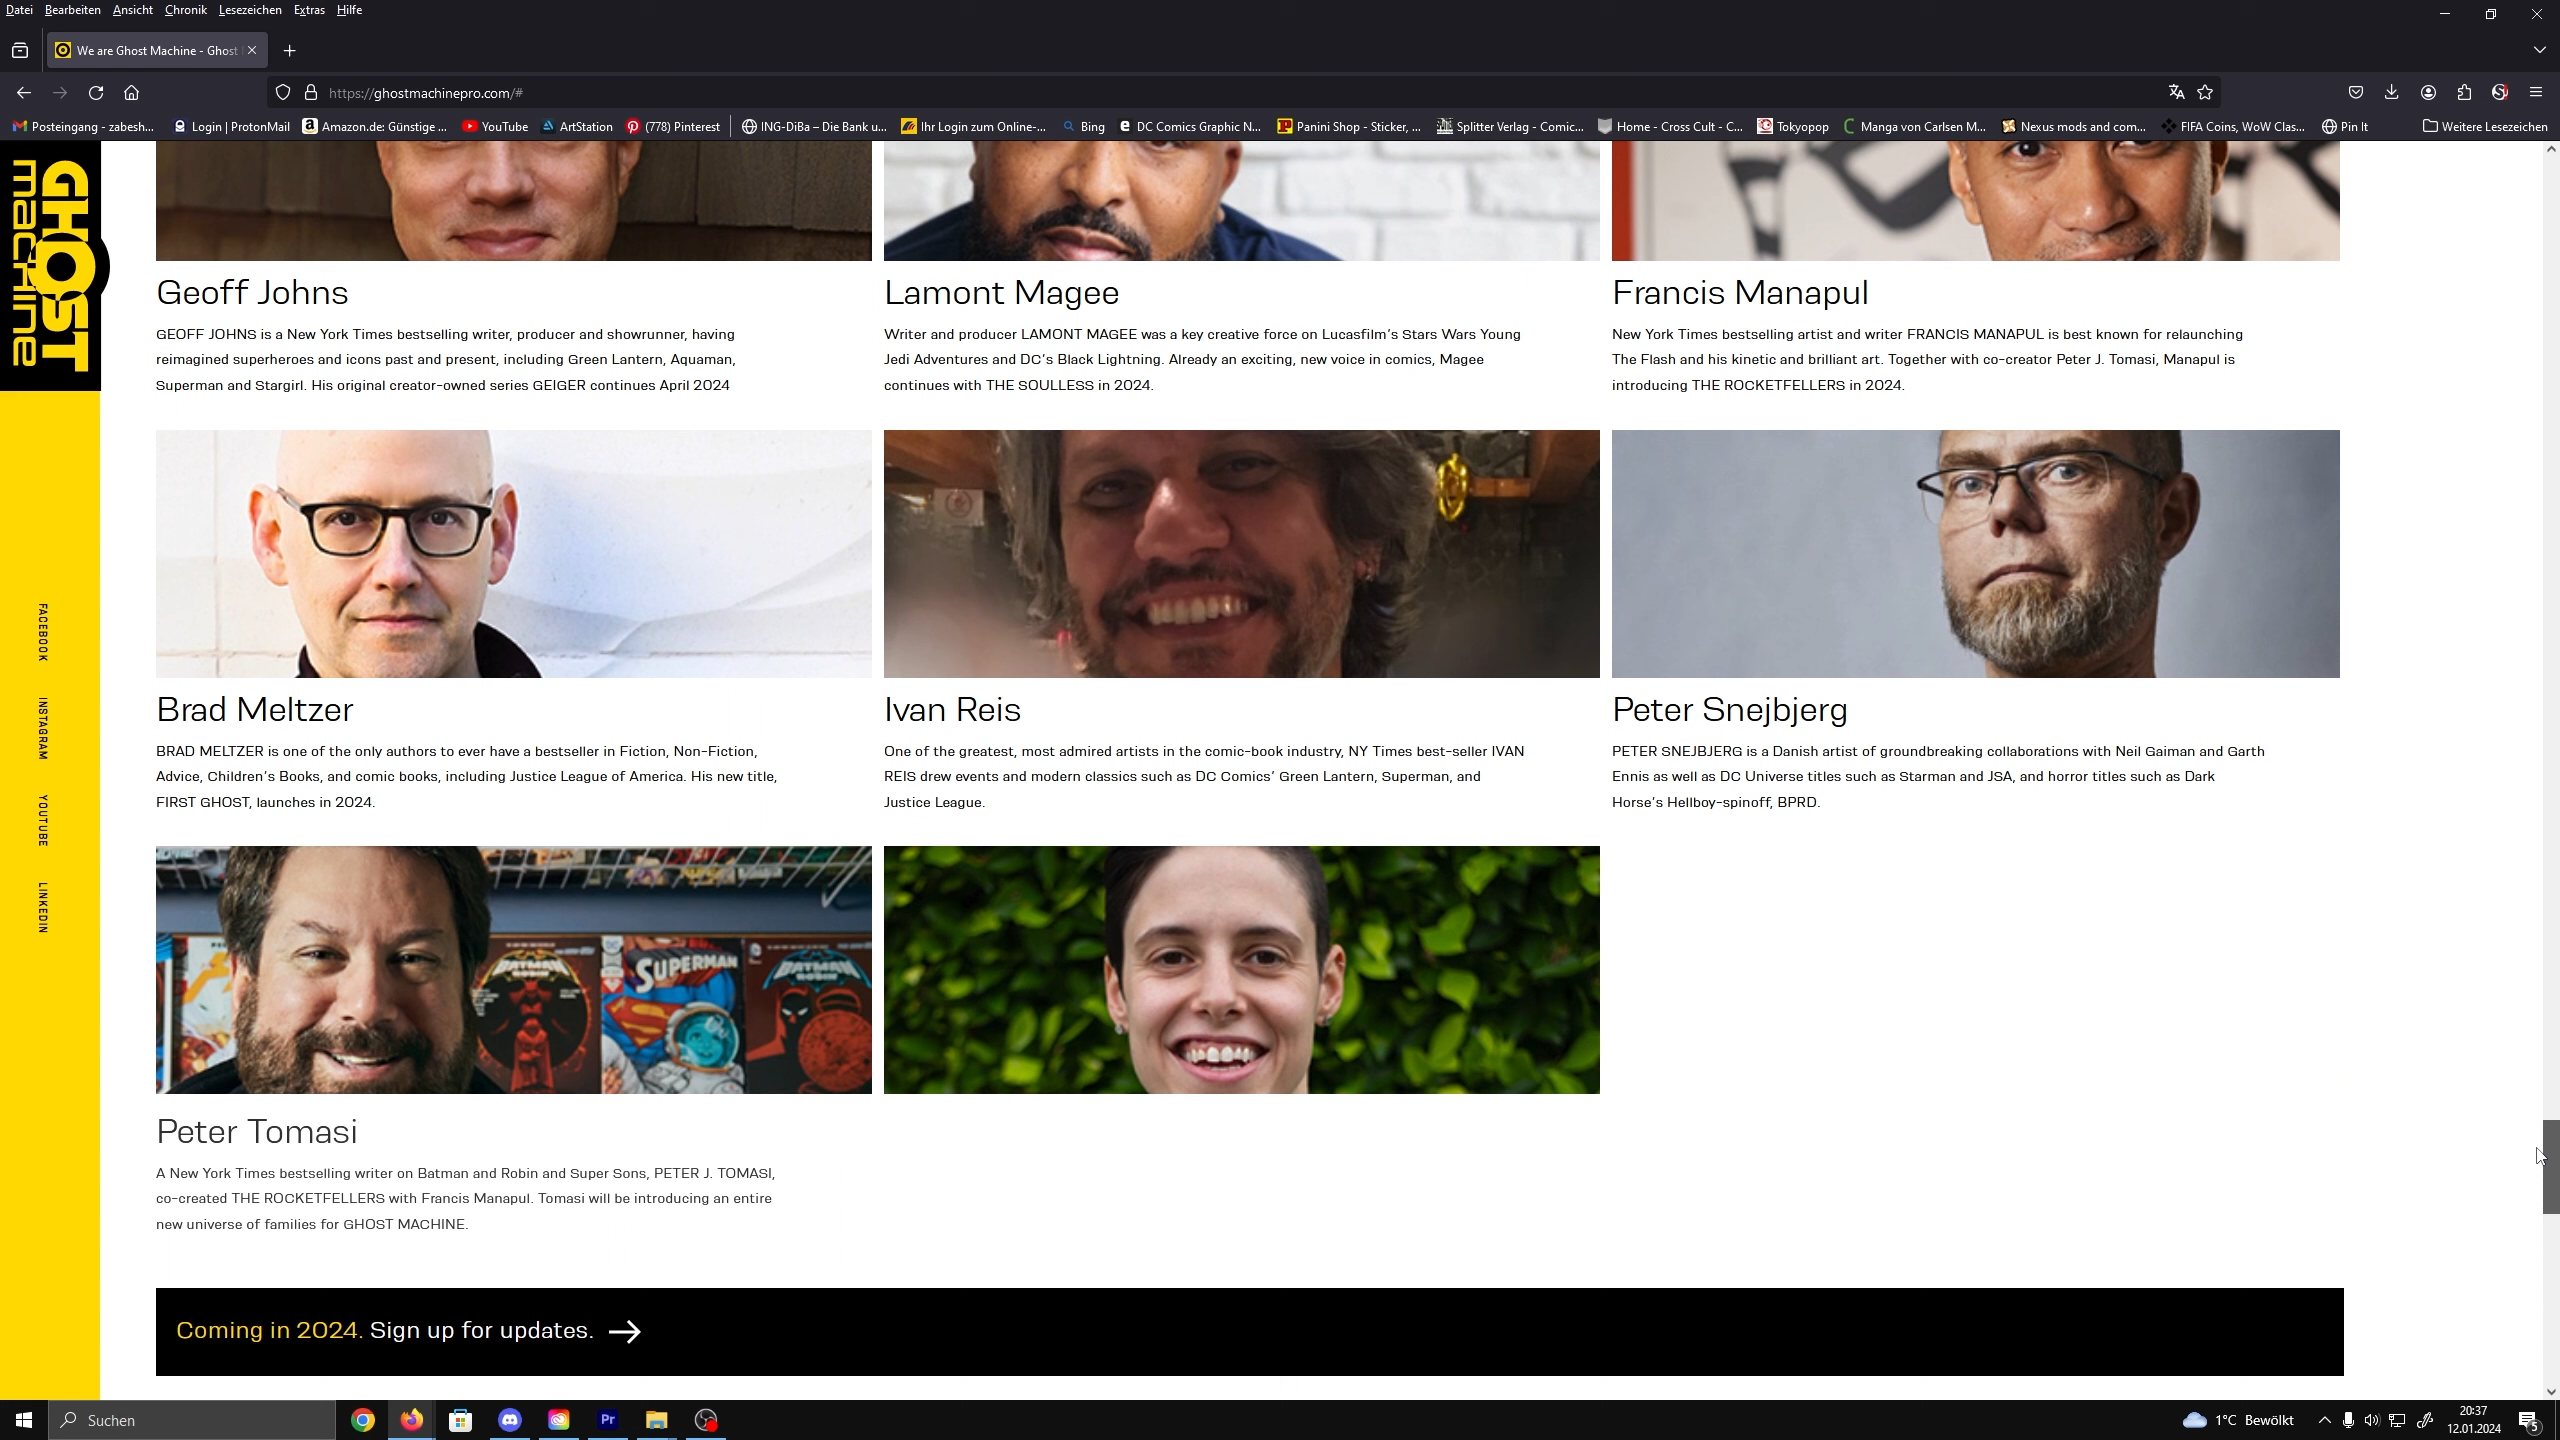 Datei Bearbeiten Ansicht Chronik Lesezeichen Extras Hilfe
We are Ghost Machine - Ghost
https://ghostmachinepro.com/#
Posteingang - zabesh... Login | ProtonMail Amazon.de: Günstige ... YouTube ArtStation (778) Pinterest ING-DiBa – Die Bank u... Ihr Login zum Online-... Bing DC Comics Graphic N... Panini Shop - Sticker, ... Splitter Verlag - Comic... Home - Cross Cult - C... Tokyopop Manga von Carlsen M... Nexus mods and com... FIFA Coins, WoW Clas... Pin It Weitere Lesezeichen
GHOST
machine
FACEBOOK
INSTAGRAM
YOUTUBE
LINKEDIN
Geoff Johns
GEOFF JOHNS is a New York Times bestselling writer, producer and showrunner, having
reimagined superheroes and icons past and present, including Green Lantern, Aquaman,
Superman and Stargirl. His original creator-owned series GEIGER continues April 2024
Lamont Magee
Writer and producer LAMONT MAGEE was a key creative force on Lucasfilm's Stars Wars Young
Jedi Adventures and DC's Black Lightning. Already an exciting, new voice in comics, Magee
continues with THE SOULLESS in 2024.
Francis Manapul
New York Times bestselling artist and writer FRANCIS MANAPUL is best known for relaunching
The Flash and his kinetic and brilliant art. Together with co-creator Peter J. Tomasi, Manapul is
introducing THE ROCKETFELLERS in 2024.
Brad Meltzer
BRAD MELTZER is one of the only authors to ever have a bestseller in Fiction, Non-Fiction,
Advice, Children's Books, and comic books, including Justice League of America. His new title,
FIRST GHOST, launches in 2024.
Ivan Reis
One of the greatest, most admired artists in the comic-book industry, NY Times best-seller IVAN
REIS drew events and modern classics such as DC Comics' Green Lantern, Superman, and
Justice League.
Peter Snejbjerg
PETER SNEJBJERG is a Danish artist of groundbreaking collaborations with Neil Gaiman and Garth
Ennis as well as DC Universe titles such as Starman and JSA, and horror titles such as Dark
Horse's Hellboy-spinoff, BPRD.
BATMAN
ROBIN
SUPERMAN
BATMAN
ROBIN
Peter Tomasi
A New York Times bestselling writer on Batman and Robin and Super Sons, PETER J. TOMASI,
co-created THE ROCKETFELLERS with Francis Manapul. Tomasi will be introducing an entire
new universe of families for GHOST MACHINE.
Coming in 2024. Sign up for updates.
Suchen
Pr
1°C Bewölkt
20:37
12.01.2024
5